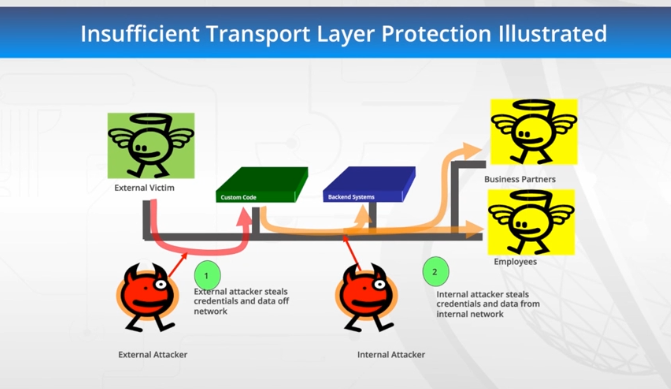 Insufficient Transport Layer Protection Illustrated
External Victim
Custom Code
Backend Systems
Business Partners
Employees
1
External attacker steals
credentials and data off
network
2
Internal attacker steals
credentials and data from
internal network
External Attacker
Internal Attacker